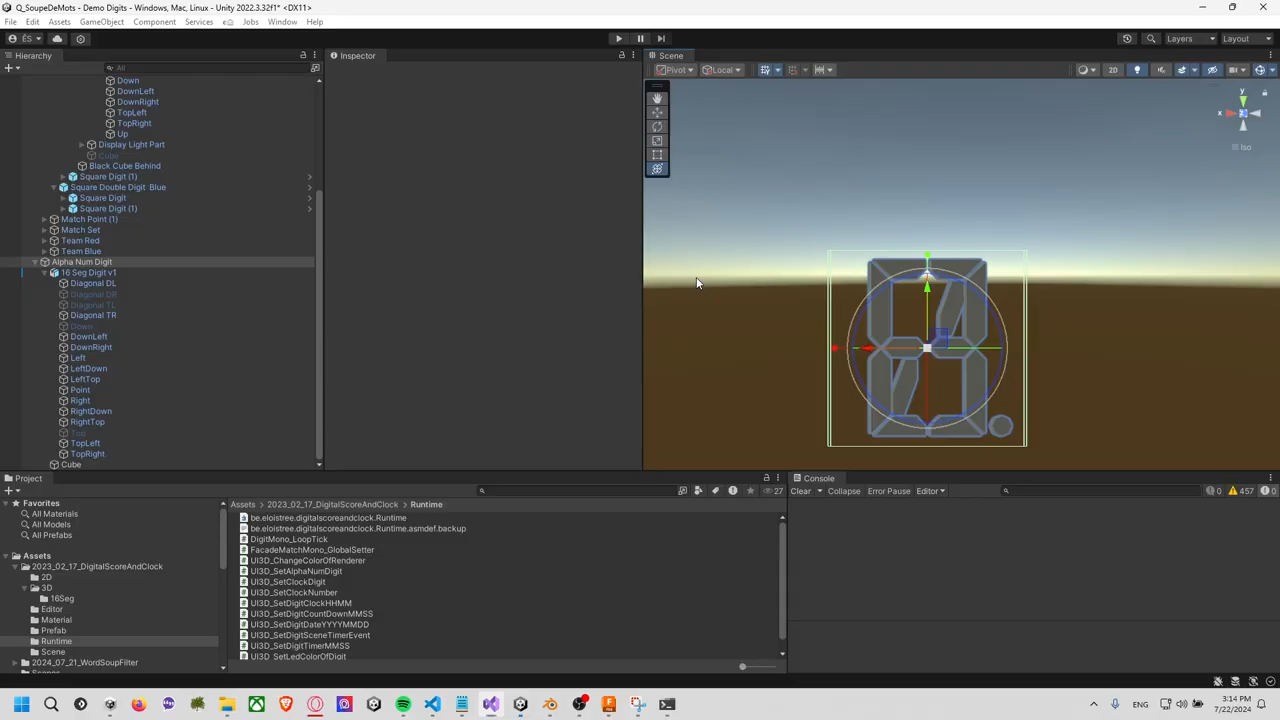 Q_SoupeDeMots - Demo Digits - Windows, Mac, Linux - Unity 2022.3.32f1* <DX11>
File Edit Assets GameObject Component Services Jobs Window Help
ÉS Layers Layout
Hierarchy Inspector Scene
All Pivot Local 2D
Down
DownLeft
DownRight
TopLeft
TopRight
Up
Display Light Part
Cube
Black Cube Behind
Square Digit (1)
Square Double Digit Blue
Square Digit
Square Digit (1)
Match Point (1)
Match Set
Team Red
Team Blue
Alpha Num Digit
16 Seg Digit v1
Diagonal DL
Diagonal DR
Diagonal TL
Diagonal TR
Down
DownLeft
DownRight
Left
LeftDown
LeftTop
Point
Right
RightDown
RightTop
Top
TopLeft
TopRight
Cube
y
x
z
Iso
Project
27
Favorites
All Materials
All Models
All Prefabs
Assets
2023_02_17_DigitalScoreAndClock
2D
3D
16Seg
Editor
Material
Prefab
Runtime
Scene
2024_07_21_WordSoupFilter
Scenes
Assets > 2023_02_17_DigitalScoreAndClock > Runtime
be.eloistree.digitalscoreandclock.Runtime
be.eloistree.digitalscoreandclock.Runtime.asmdef.backup
DigitMono_LoopTick
FacadeMatchMono_GlobalSetter
UI3D_ChangeColorOfRenderer
UI3D_SetAlphaNumDigit
UI3D_SetClockDigit
UI3D_SetClockNumber
UI3D_SetDigitClockHHMM
UI3D_SetDigitCountDownMMSS
UI3D_SetDigitDateYYYYMMDD
UI3D_SetDigitSceneTimerEvent
UI3D_SetDigitTimerMMSS
UI3D_SetLedColorOfDigit
Console
Clear Collapse Error Pause Editor 0 457 0
ENG
3:14 PM
7/22/2024